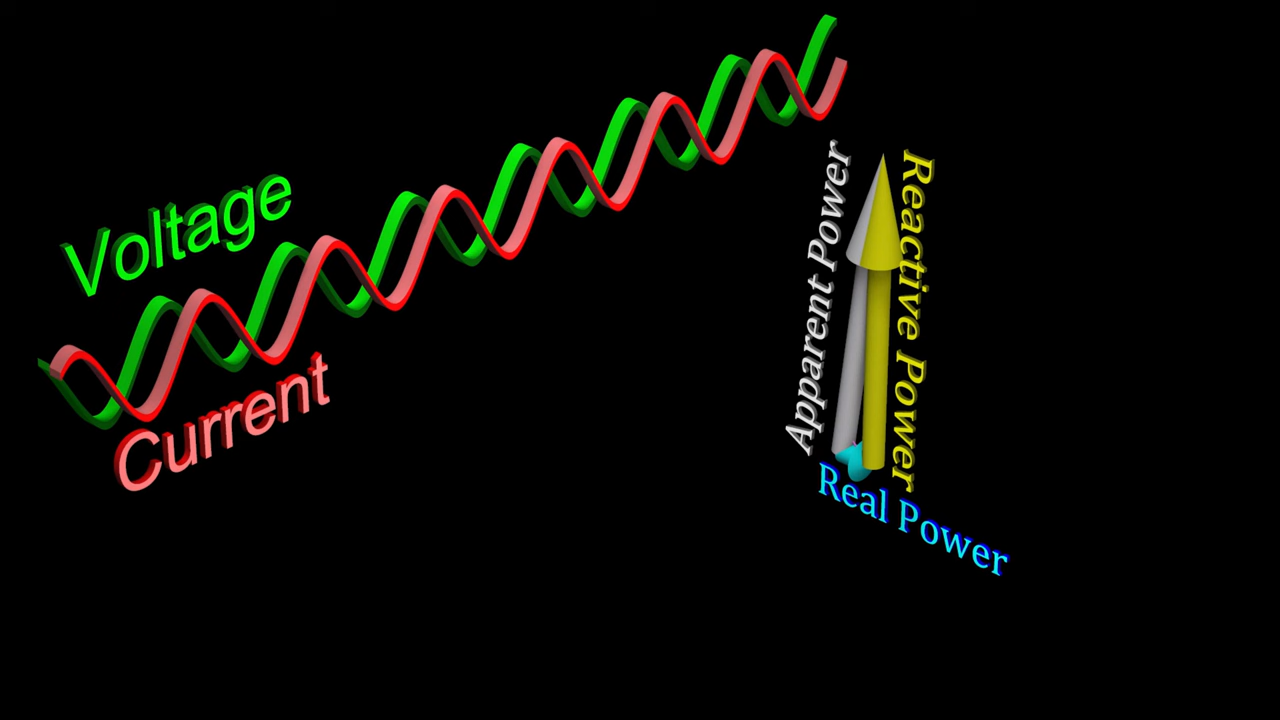 Voltage
Current
Apparent Power
Reactive Power
Real Power